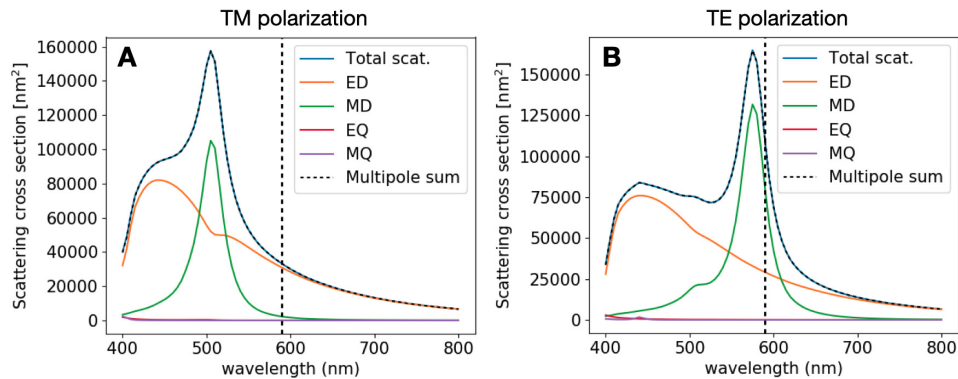 TM polarization
A
160000
140000
120000
100000
80000
60000
40000
20000
0
Scattering cross section [nm²]
Total scat.
ED
MD
EQ
MQ
Multipole sum
400 500 600 700 800
wavelength (nm)
TE polarization
B
150000
125000
100000
75000
50000
25000
0
Scattering cross section [nm²]
Total scat.
ED
MD
EQ
MQ
Multipole sum
400 500 600 700 800
wavelength (nm)